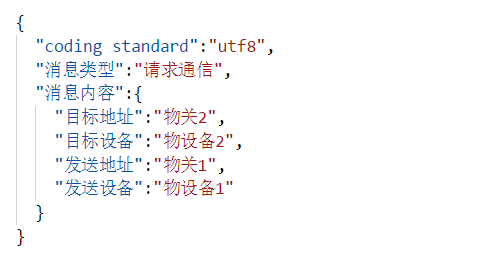 {
"coding standard":"utf8",
"消息类型":"请求通信",
"消息内容":{
"目标地址":"物关2",
"目标设备":"物设备2",
"发送地址":"物关1",
"发送设备":"物设备1"
}
}